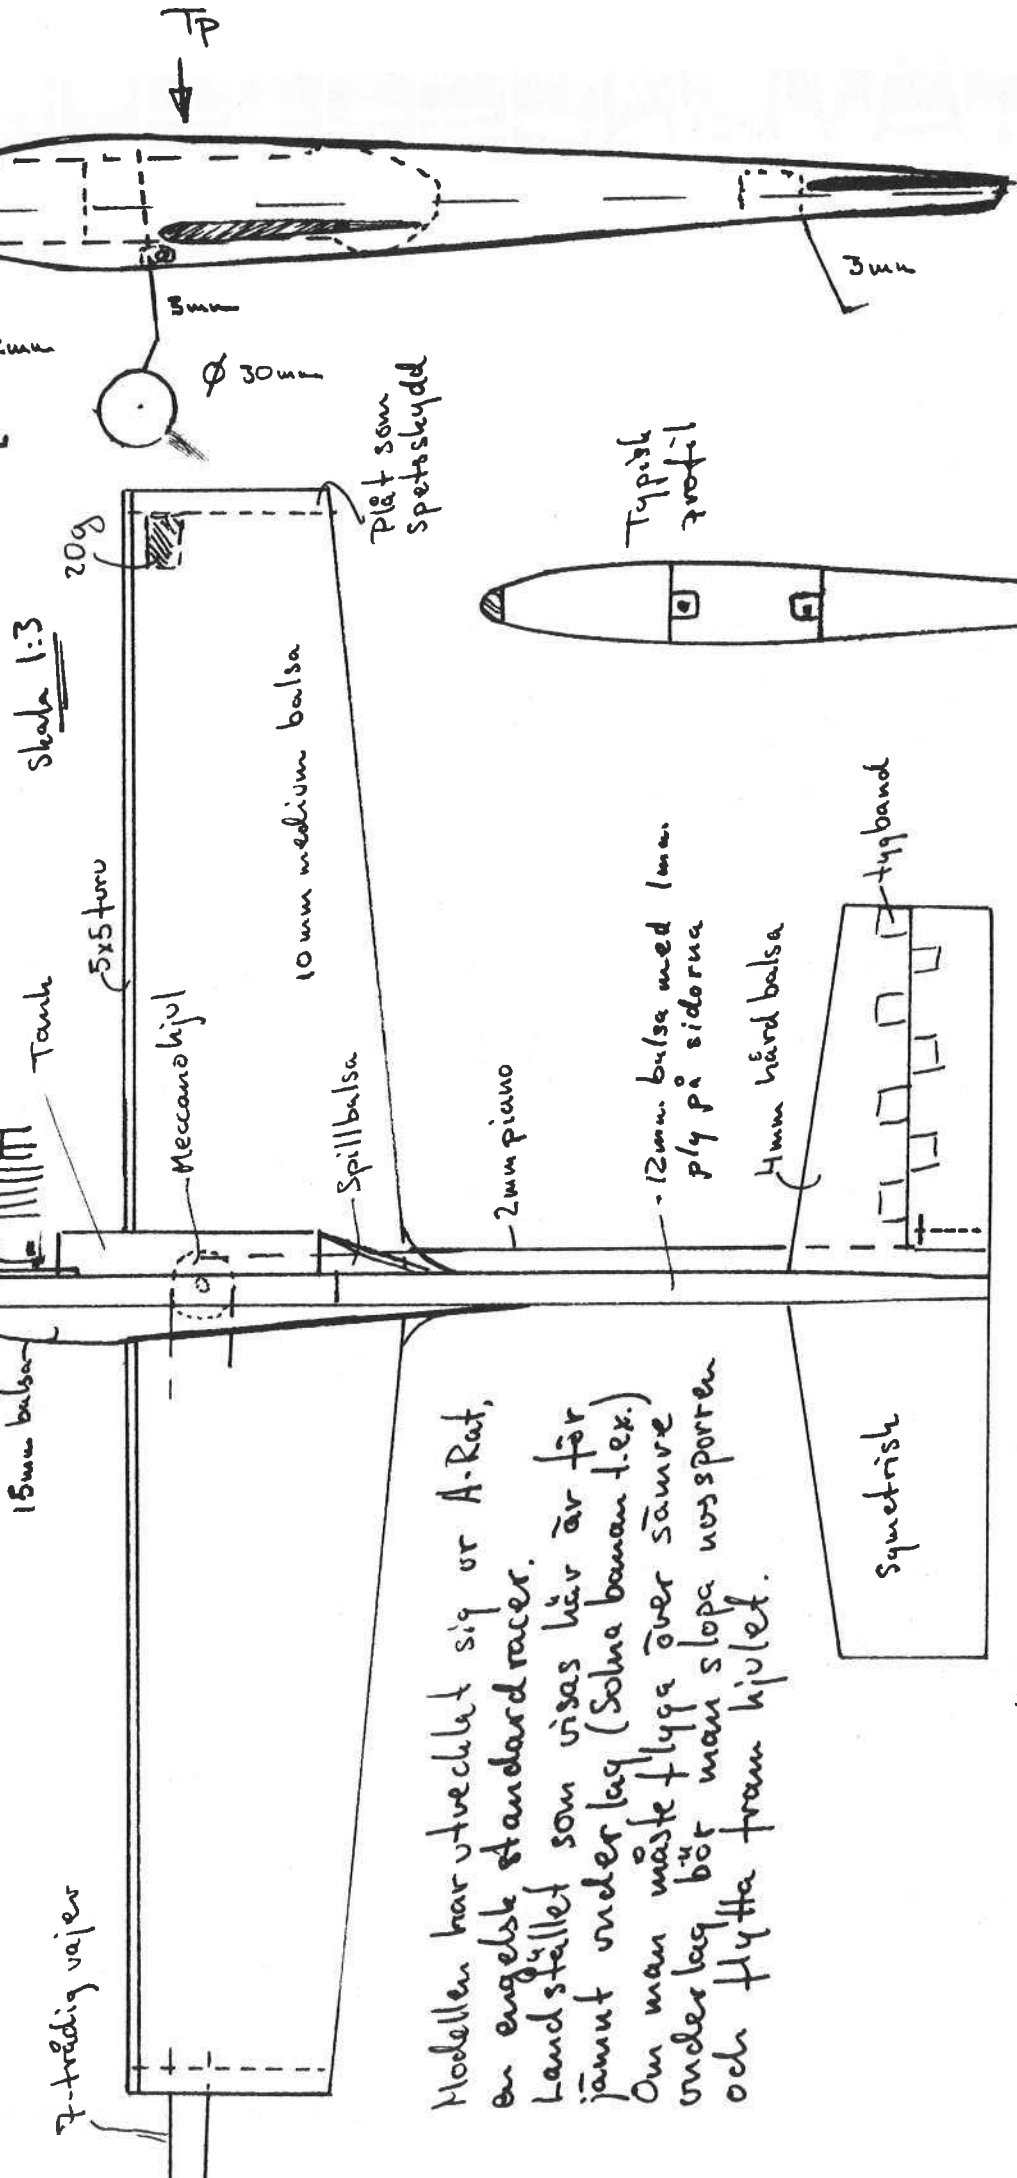 Tp
3mm
3mm
Ø 30mm
Skala 1:3
20g
Plåt som
spetsskydd
Typisk
profil
5x5 furu
10 mm medium balsa
Tank
Meccanohjul
Spillbalsa
2mm piano
12mm. balsa med 1mm.
ply på sidorna
4mm hård balsa
tygband
15mm balsa
7-trådig vajer
Symetrisk
Modellen har utvecklat sig ur A-Rat,
en engelsk standardracer.
Landstället som visas här är för
jämnt underlag (Solna banan t.ex.)
Om man måste flyga över sämre
underlag bör man slopa nossporren
och flytta fram hjulet.